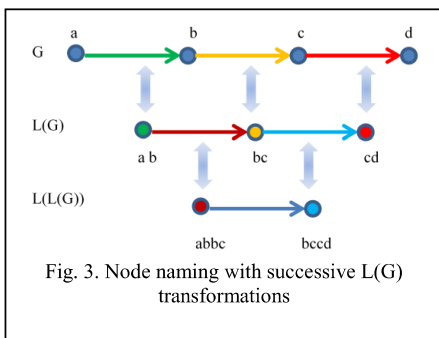 a b c d
G
L(G)
a b bc cd
L(L(G))
abbc bccd
Fig. 3. Node naming with successive L(G)
transformations